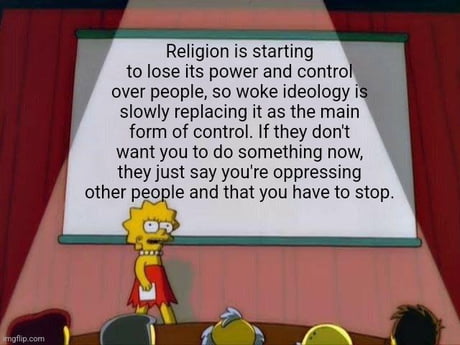 Religion is starting
to lose its power and control
over people, so woke ideology is
slowly replacing it as the main
form of control. If they don't
want you to do something now,
they just say you're oppressing
other people and that you have to stop.
imgflip.com